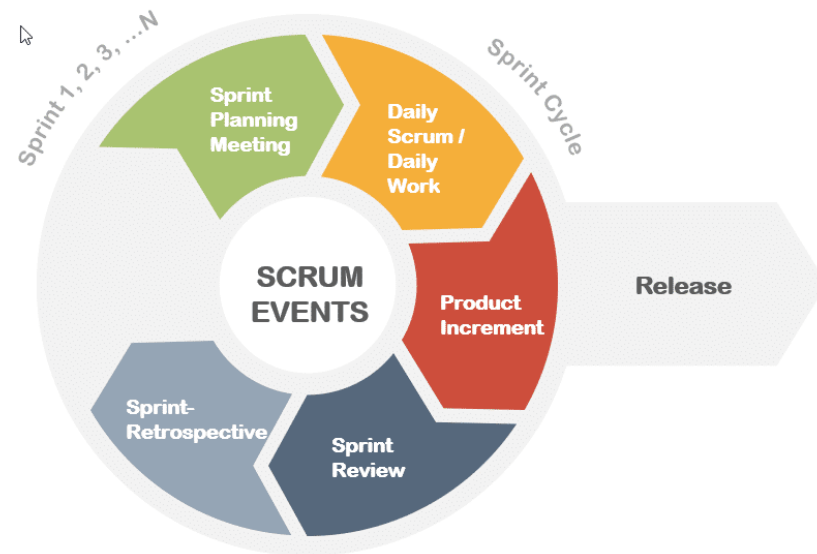 Sprint 1, 2, 3, ...N
Sprint Cycle
Sprint
Planning
Meeting
Daily
Scrum /
Daily
Work
SCRUM
EVENTS
Product
Increment
Release
Sprint
Review
Sprint-
Retrospective